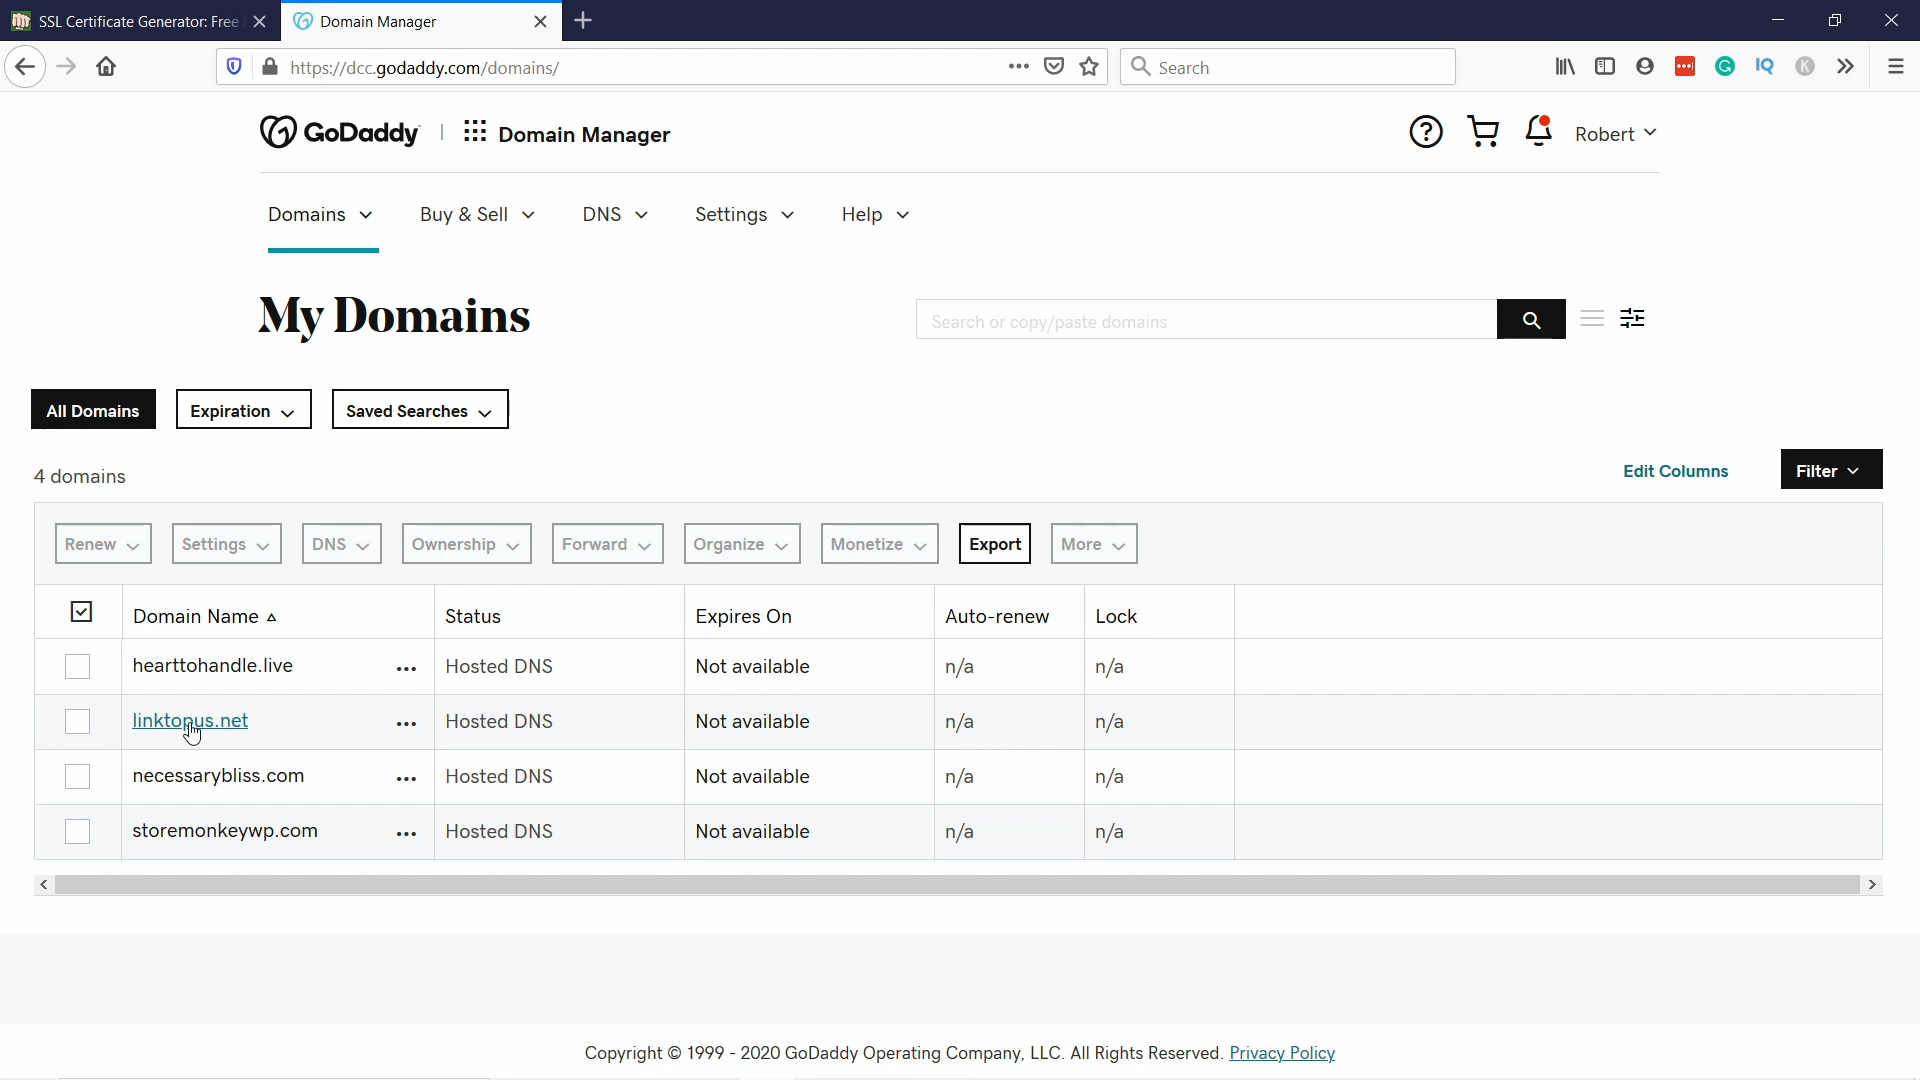 SSL Certificate Generator: Free
Domain Manager
https://dcc.godaddy.com/domains/
Search
GoDaddy
Domain Manager
Robert
Domains
Buy & Sell
DNS
Settings
Help
My Domains
Search or copy/paste domains
All Domains
Expiration
Saved Searches
4 domains
Edit Columns
Filter
Renew
Settings
DNS
Ownership
Forward
Organize
Monetize
Export
More
Domain Name Status Expires On Auto-renew Lock
hearttohandle.live ... Hosted DNS Not available n/a n/a
linktopus.net ... Hosted DNS Not available n/a n/a
necessarybliss.com ... Hosted DNS Not available n/a n/a
storemonkeywp.com ... Hosted DNS Not available n/a n/a
Copyright © 1999 - 2020 GoDaddy Operating Company, LLC. All Rights Reserved. Privacy Policy